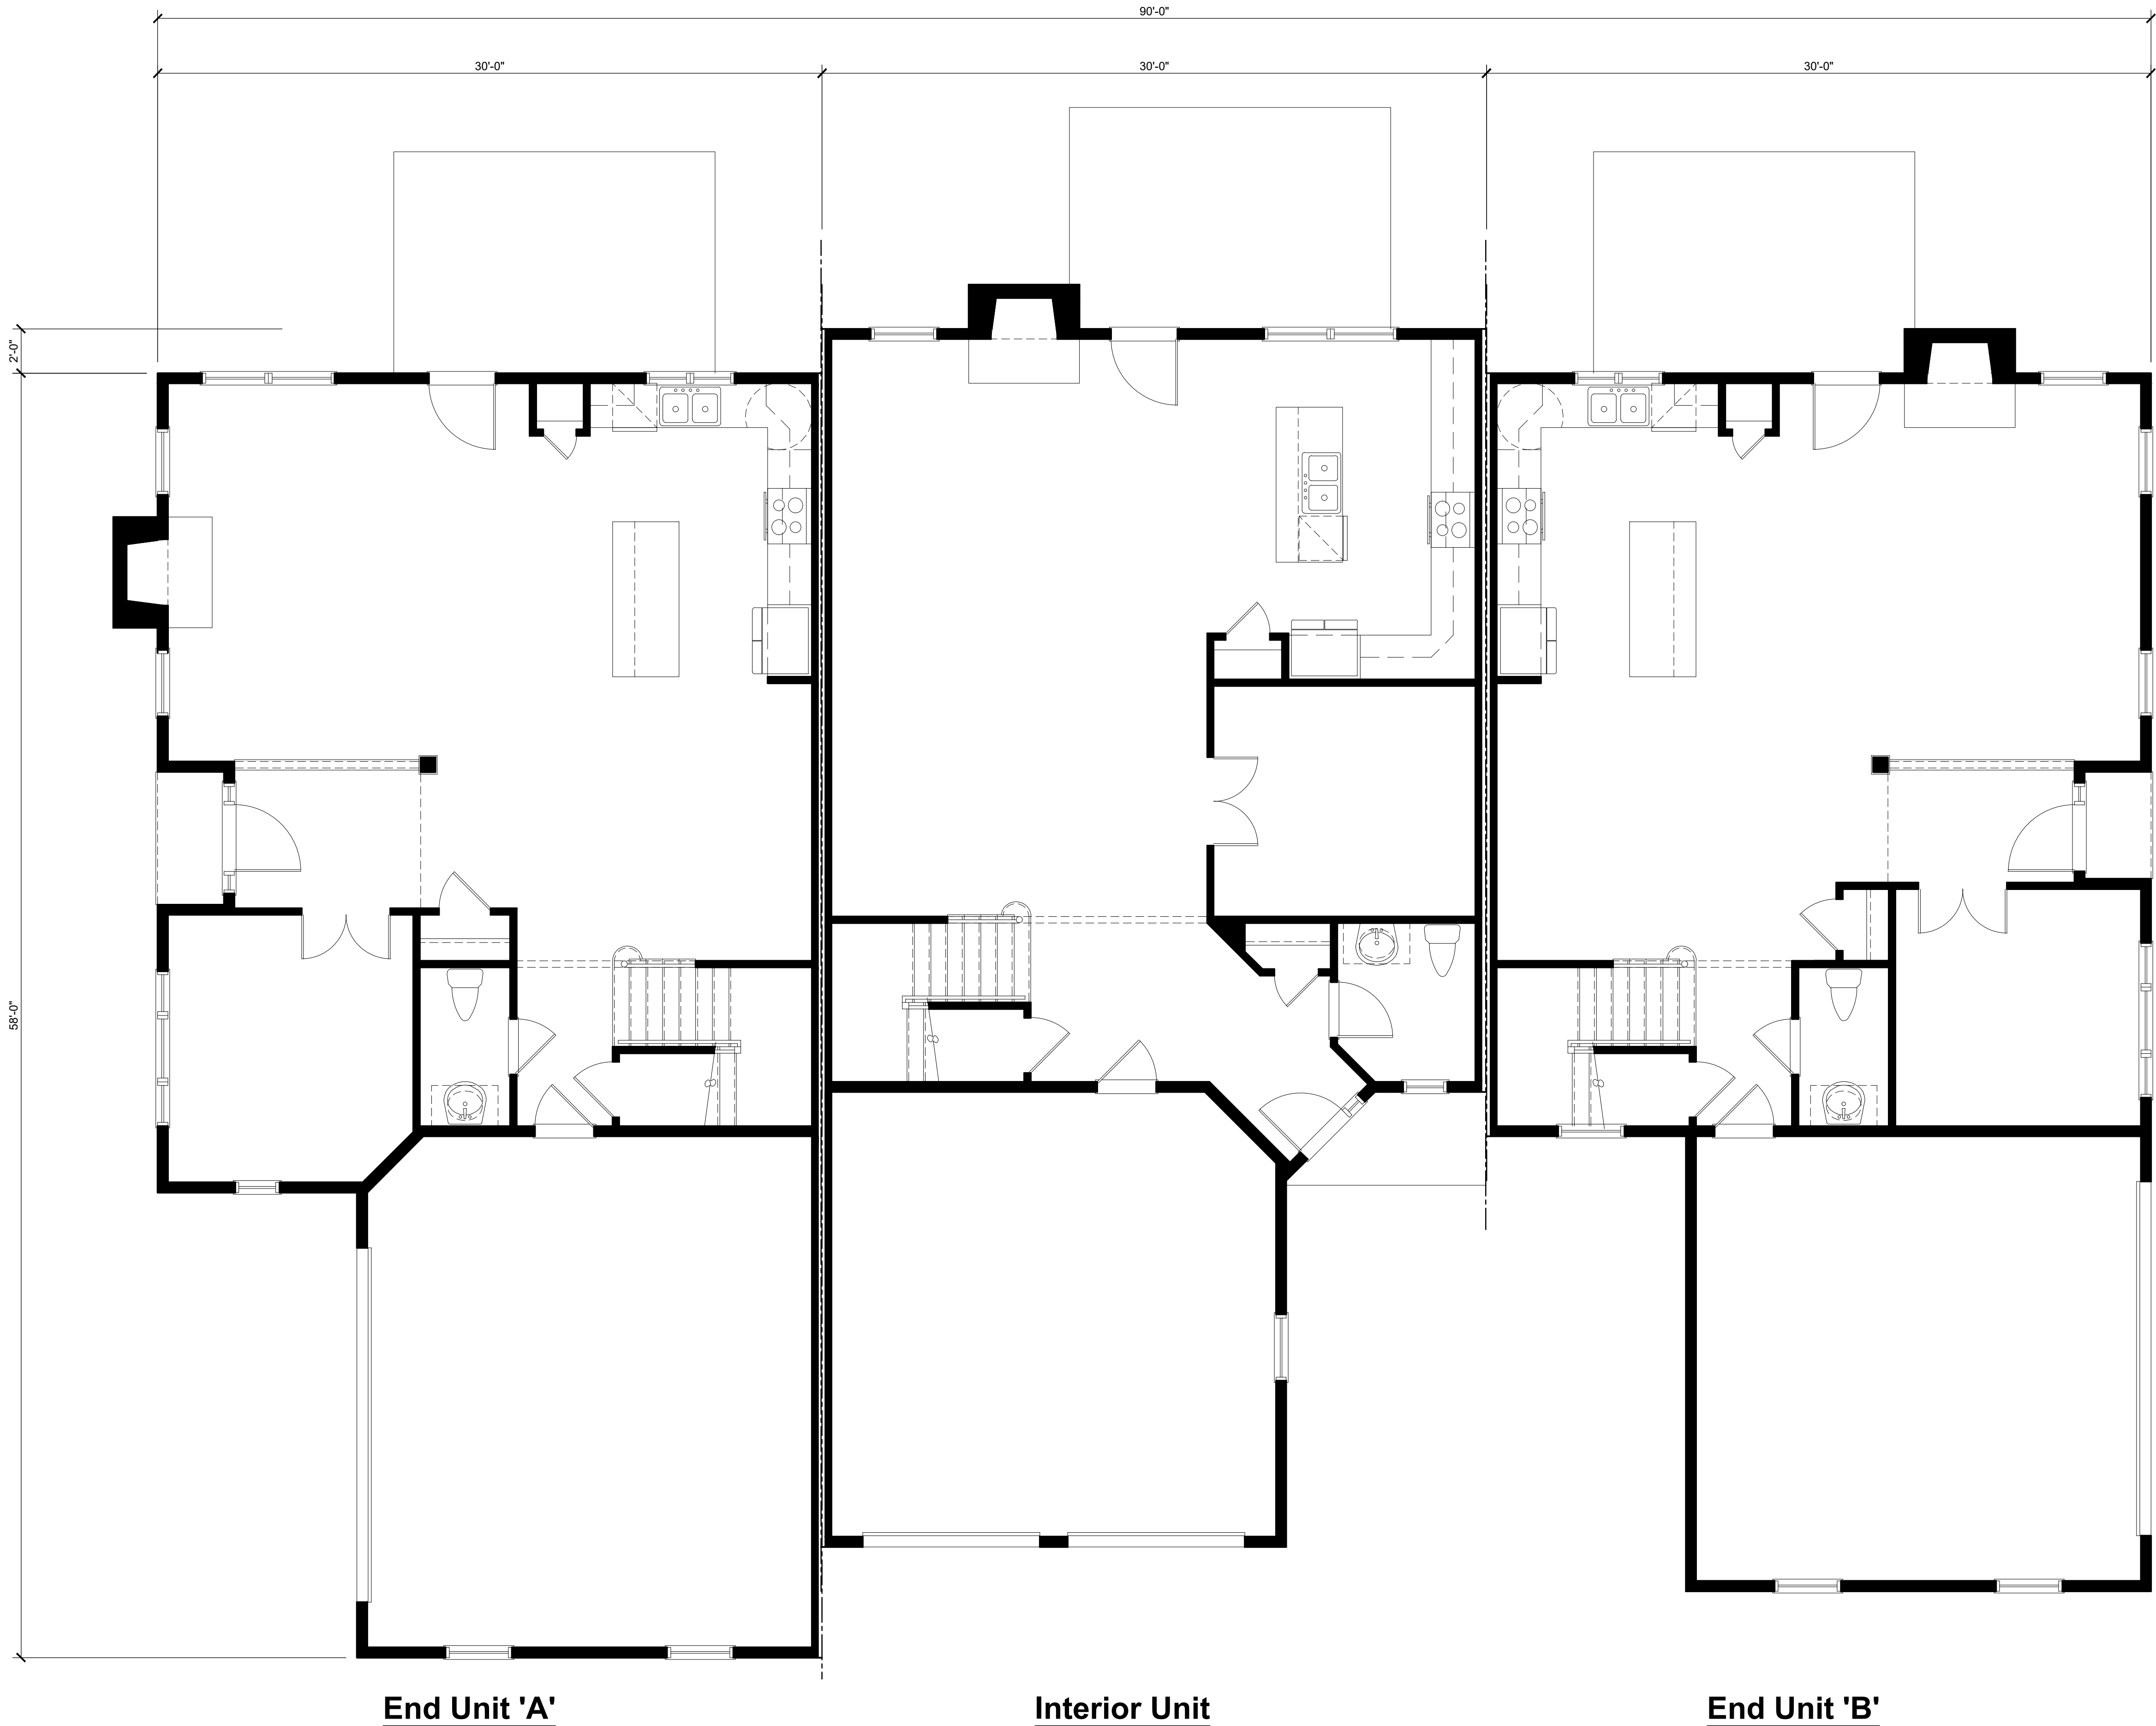 90'-0"
30'-0" 30'-0" 30'-0"
2'-0"
58'-0"
End Unit 'A' Interior Unit End Unit 'B'